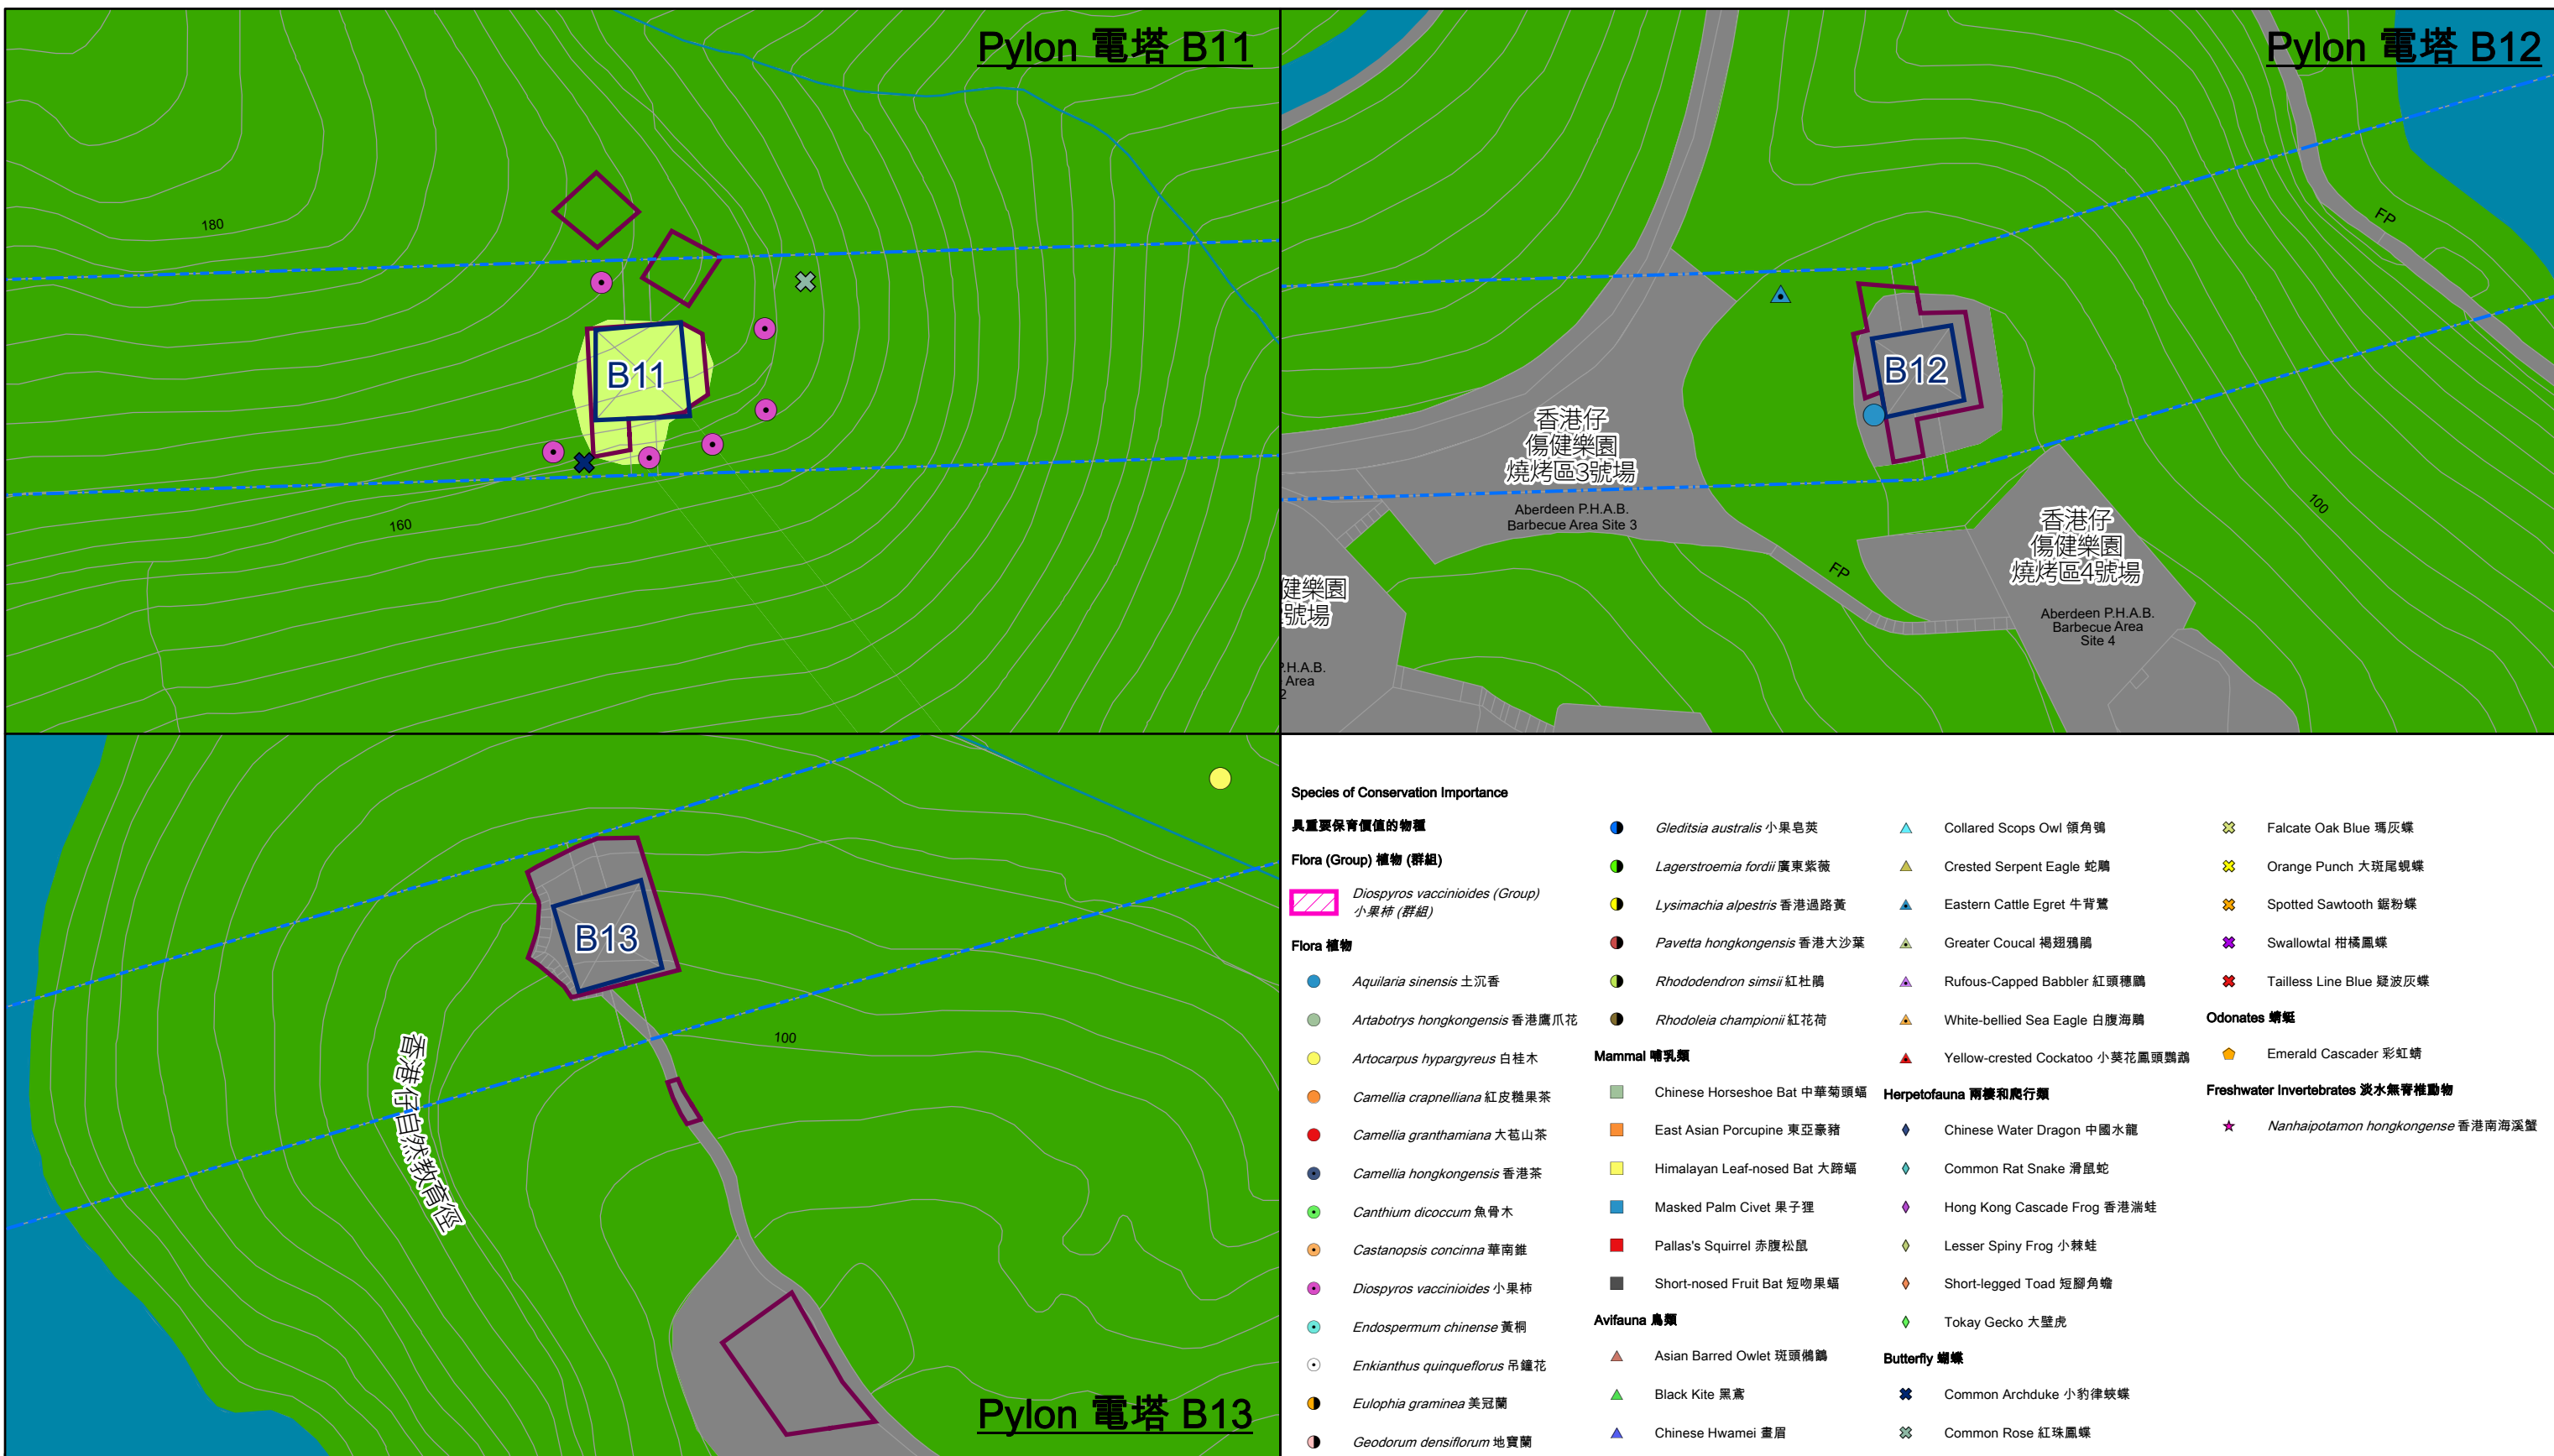 Pylon 電塔 B11
180
B11
160
Pylon 電塔 B12
FP
B12
香港仔
傷健樂園
燒烤區3號場
Aberdeen P.H.A.B.
Barbecue Area Site 3
100
FP
香港仔
傷健樂園
燒烤區4號場
Aberdeen P.H.A.B.
Barbecue Area
Site 4
健樂園
號場
P.H.A.B.
Area
2
B13
100
香港仔自然教育徑
Pylon 電塔 B13
Species of Conservation Importance
具重要保育價值的物種
Flora (Group) 植物 (群組)
Diospyros vaccinioides (Group)
小果柿 (群組)
Flora 植物
Aquilaria sinensis 土沉香
Artabotrys hongkongensis 香港鷹爪花
Artocarpus hypargyreus 白桂木
Camellia crapnelliana 紅皮糙果茶
Camellia granthamiana 大苞山茶
Camellia hongkongensis 香港茶
Canthium dicoccum 魚骨木
Castanopsis concinna 華南錐
Diospyros vaccinioides 小果柿
Endospermum chinense 黃桐
Enkianthus quinqueflorus 吊鐘花
Eulophia graminea 美冠蘭
Geodorum densiflorum 地寶蘭
Gleditsia australis 小果皂莢
Lagerstroemia fordii 廣東紫薇
Lysimachia alpestris 香港過路黃
Pavetta hongkongensis 香港大沙葉
Rhododendron simsii 紅杜鵑
Rhodoleia championii 紅花荷
Mammal 哺乳類
Chinese Horseshoe Bat 中華菊頭蝠
East Asian Porcupine 東亞豪豬
Himalayan Leaf-nosed Bat 大蹄蝠
Masked Palm Civet 果子狸
Pallas's Squirrel 赤腹松鼠
Short-nosed Fruit Bat 短吻果蝠
Avifauna 鳥類
Asian Barred Owlet 斑頭鵂鶹
Black Kite 黑鳶
Chinese Hwamei 畫眉
Collared Scops Owl 領角鴞
Crested Serpent Eagle 蛇鵰
Eastern Cattle Egret 牛背鷺
Greater Coucal 褐翅鴉鵑
Rufous-Capped Babbler 紅頭穗鶥
White-bellied Sea Eagle 白腹海鵰
Yellow-crested Cockatoo 小葵花鳳頭鸚鵡
Herpetofauna 兩棲和爬行類
Chinese Water Dragon 中國水龍
Common Rat Snake 滑鼠蛇
Hong Kong Cascade Frog 香港湍蛙
Lesser Spiny Frog 小棘蛙
Short-legged Toad 短腳角蟾
Tokay Gecko 大壁虎
Butterfly 蝴蝶
Common Archduke 小豹律蛺蝶
Common Rose 紅珠鳳蝶
Falcate Oak Blue 瑪灰蝶
Orange Punch 大斑尾蜆蝶
Spotted Sawtooth 鋸粉蝶
Swallowtal 柑橘鳳蝶
Tailless Line Blue 疑波灰蝶
Odonates 蜻蜓
Emerald Cascader 彩虹蜻
Freshwater Invertebrates 淡水無脊椎動物
Nanhaipotamon hongkongense 香港南海溪蟹